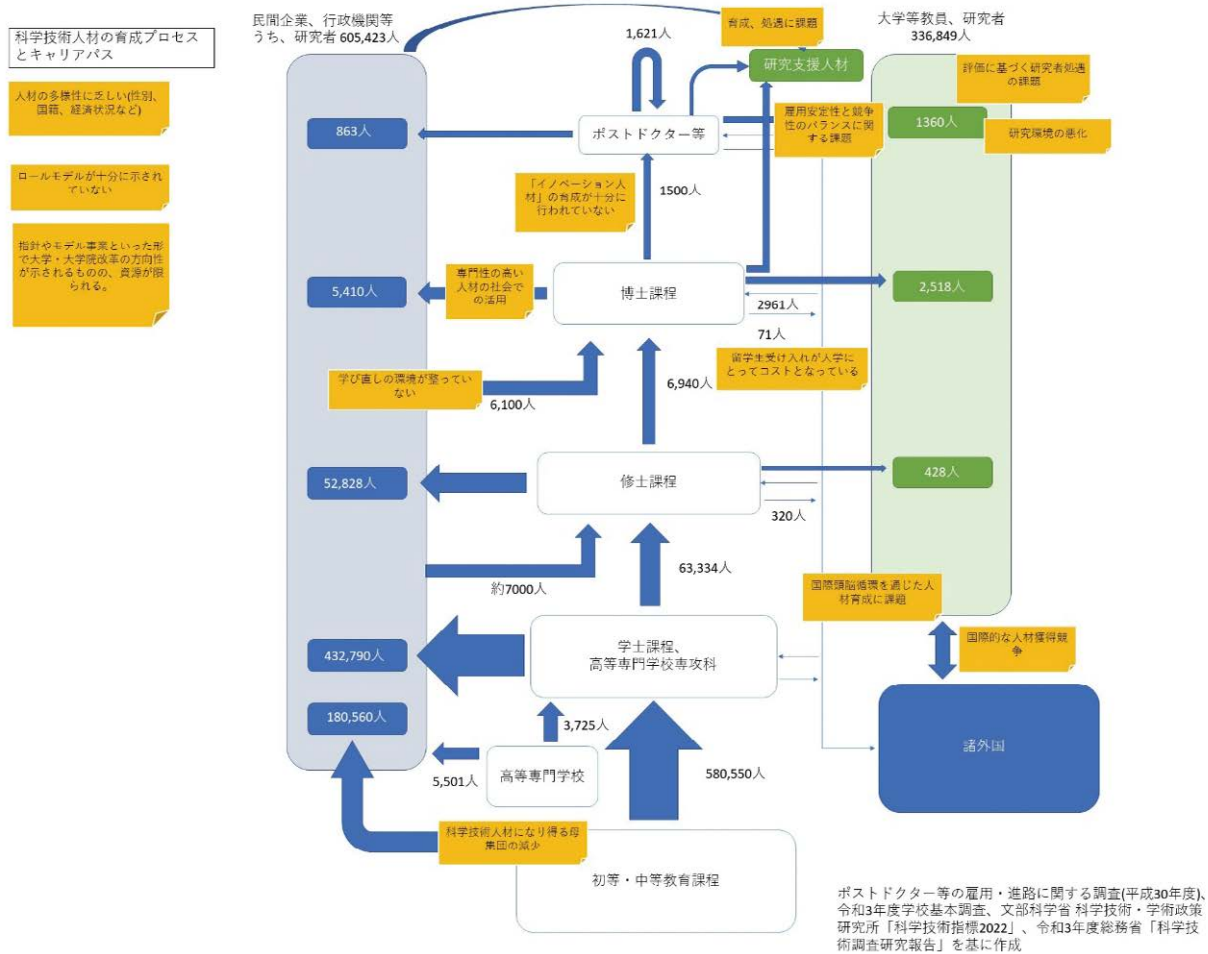 科学技術人材の育成プロセス
とキャリアパス
人材の多様性に乏しい(性別、
国籍、経済状況など)
ロールモデルが十分に示され
ていない
指針やモデル事業といった形
で大学・大学院改革の方向性
が示されるものの、資源が限
られる。
民間企業、行政機関等
うち、研究者 605,423人
863人
5,410人
52,828人
432,790人
180,560人
1,621人
ポストドクター等
「イノベーション人
材」の育成が十分に
行われていない
1500人
専門性の高い
人材の社会で
の活用
博士課程
2961人
71人
学び直しの環境が整ってい
ない
6,100人
6,940人
留学生受け入れが大学に
とってコストとなっている
修士課程
320人
約7000人
63,334人
学士課程、
高等専門学校専攻科
3,725人
高等専門学校
5,501人
580,550人
科学技術人材になり得る母
集団の減少
初等・中等教育課程
育成、処遇に課題
研究支援人材
雇用安定性と競争
性のバランスに関
する課題
大学等教員、研究者
336,849人
評価に基づく研究者処遇
の課題
1360人
研究環境の悪化
2,518人
428人
国際頭脳循環を通じた人
材育成に課題
国際的な人材獲得競
争
諸外国
ポストドクター等の雇用・進路に関する調査(平成30年度)、
令和3年度学校基本調査、文部科学省 科学技術・学術政策
研究所「科学技術指標2022」、令和3年度総務省「科学技
術調査研究報告」を基に作成